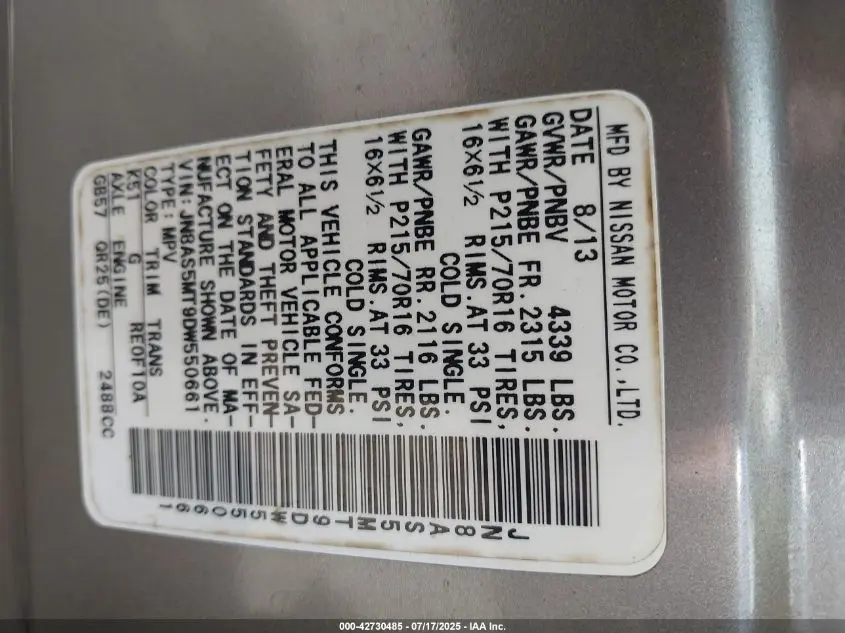 MFD BY NISSAN MOTOR CO.,LTD.
DATE 8/13
GVWR/PNBV 4339 LBS.
GAWR/PNBE FR. 2315 LBS.
WITH P215/70R16 TIRES,
16X6½ RIMS.AT 33 PSI
COLD SINGLE.
GAWR/PNBE RR. 2116 LBS.
WITH P215/70R16 TIRES,
16X6½ RIMS.AT 33 PSI
COLD SINGLE.
THIS VEHICLE CONFORMS
TO ALL APPLICABLE FED-
ERAL MOTOR VEHICLE SA-
FETY AND THEFT PREVEN-
TION STANDARDS IN EFF-
ECT ON THE DATE OF MA-
NUFACTURE SHOWN ABOVE.
VIN:JN8AS5MT9DW550661
TYPE:MPV
COLOR TRIM TRANS
K51 G RE0F10A
AXLE ENGINE
GB57 QR25(DE) 2488CC
JN8AS5MT9DW550661
000-42730485 - 07/17/2025 - IAA Inc.